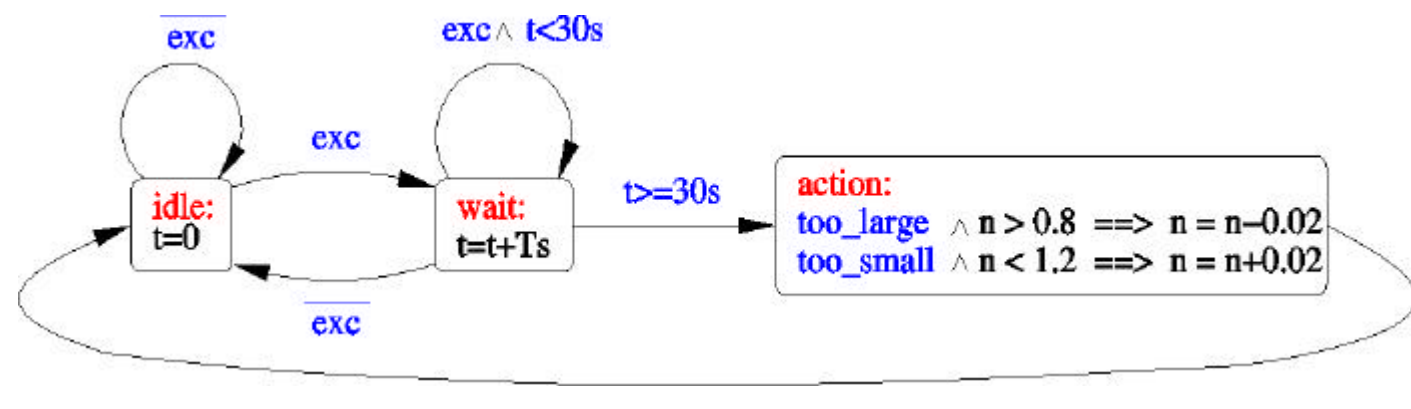 exc
exc ∧ t<30s
exc
idle:
t=0
wait:
t=t+Ts
t>=30s
action:
too_large ∧ n > 0.8 ==> n = n−0.02
too_small ∧ n < 1.2 ==> n = n+0.02
exc